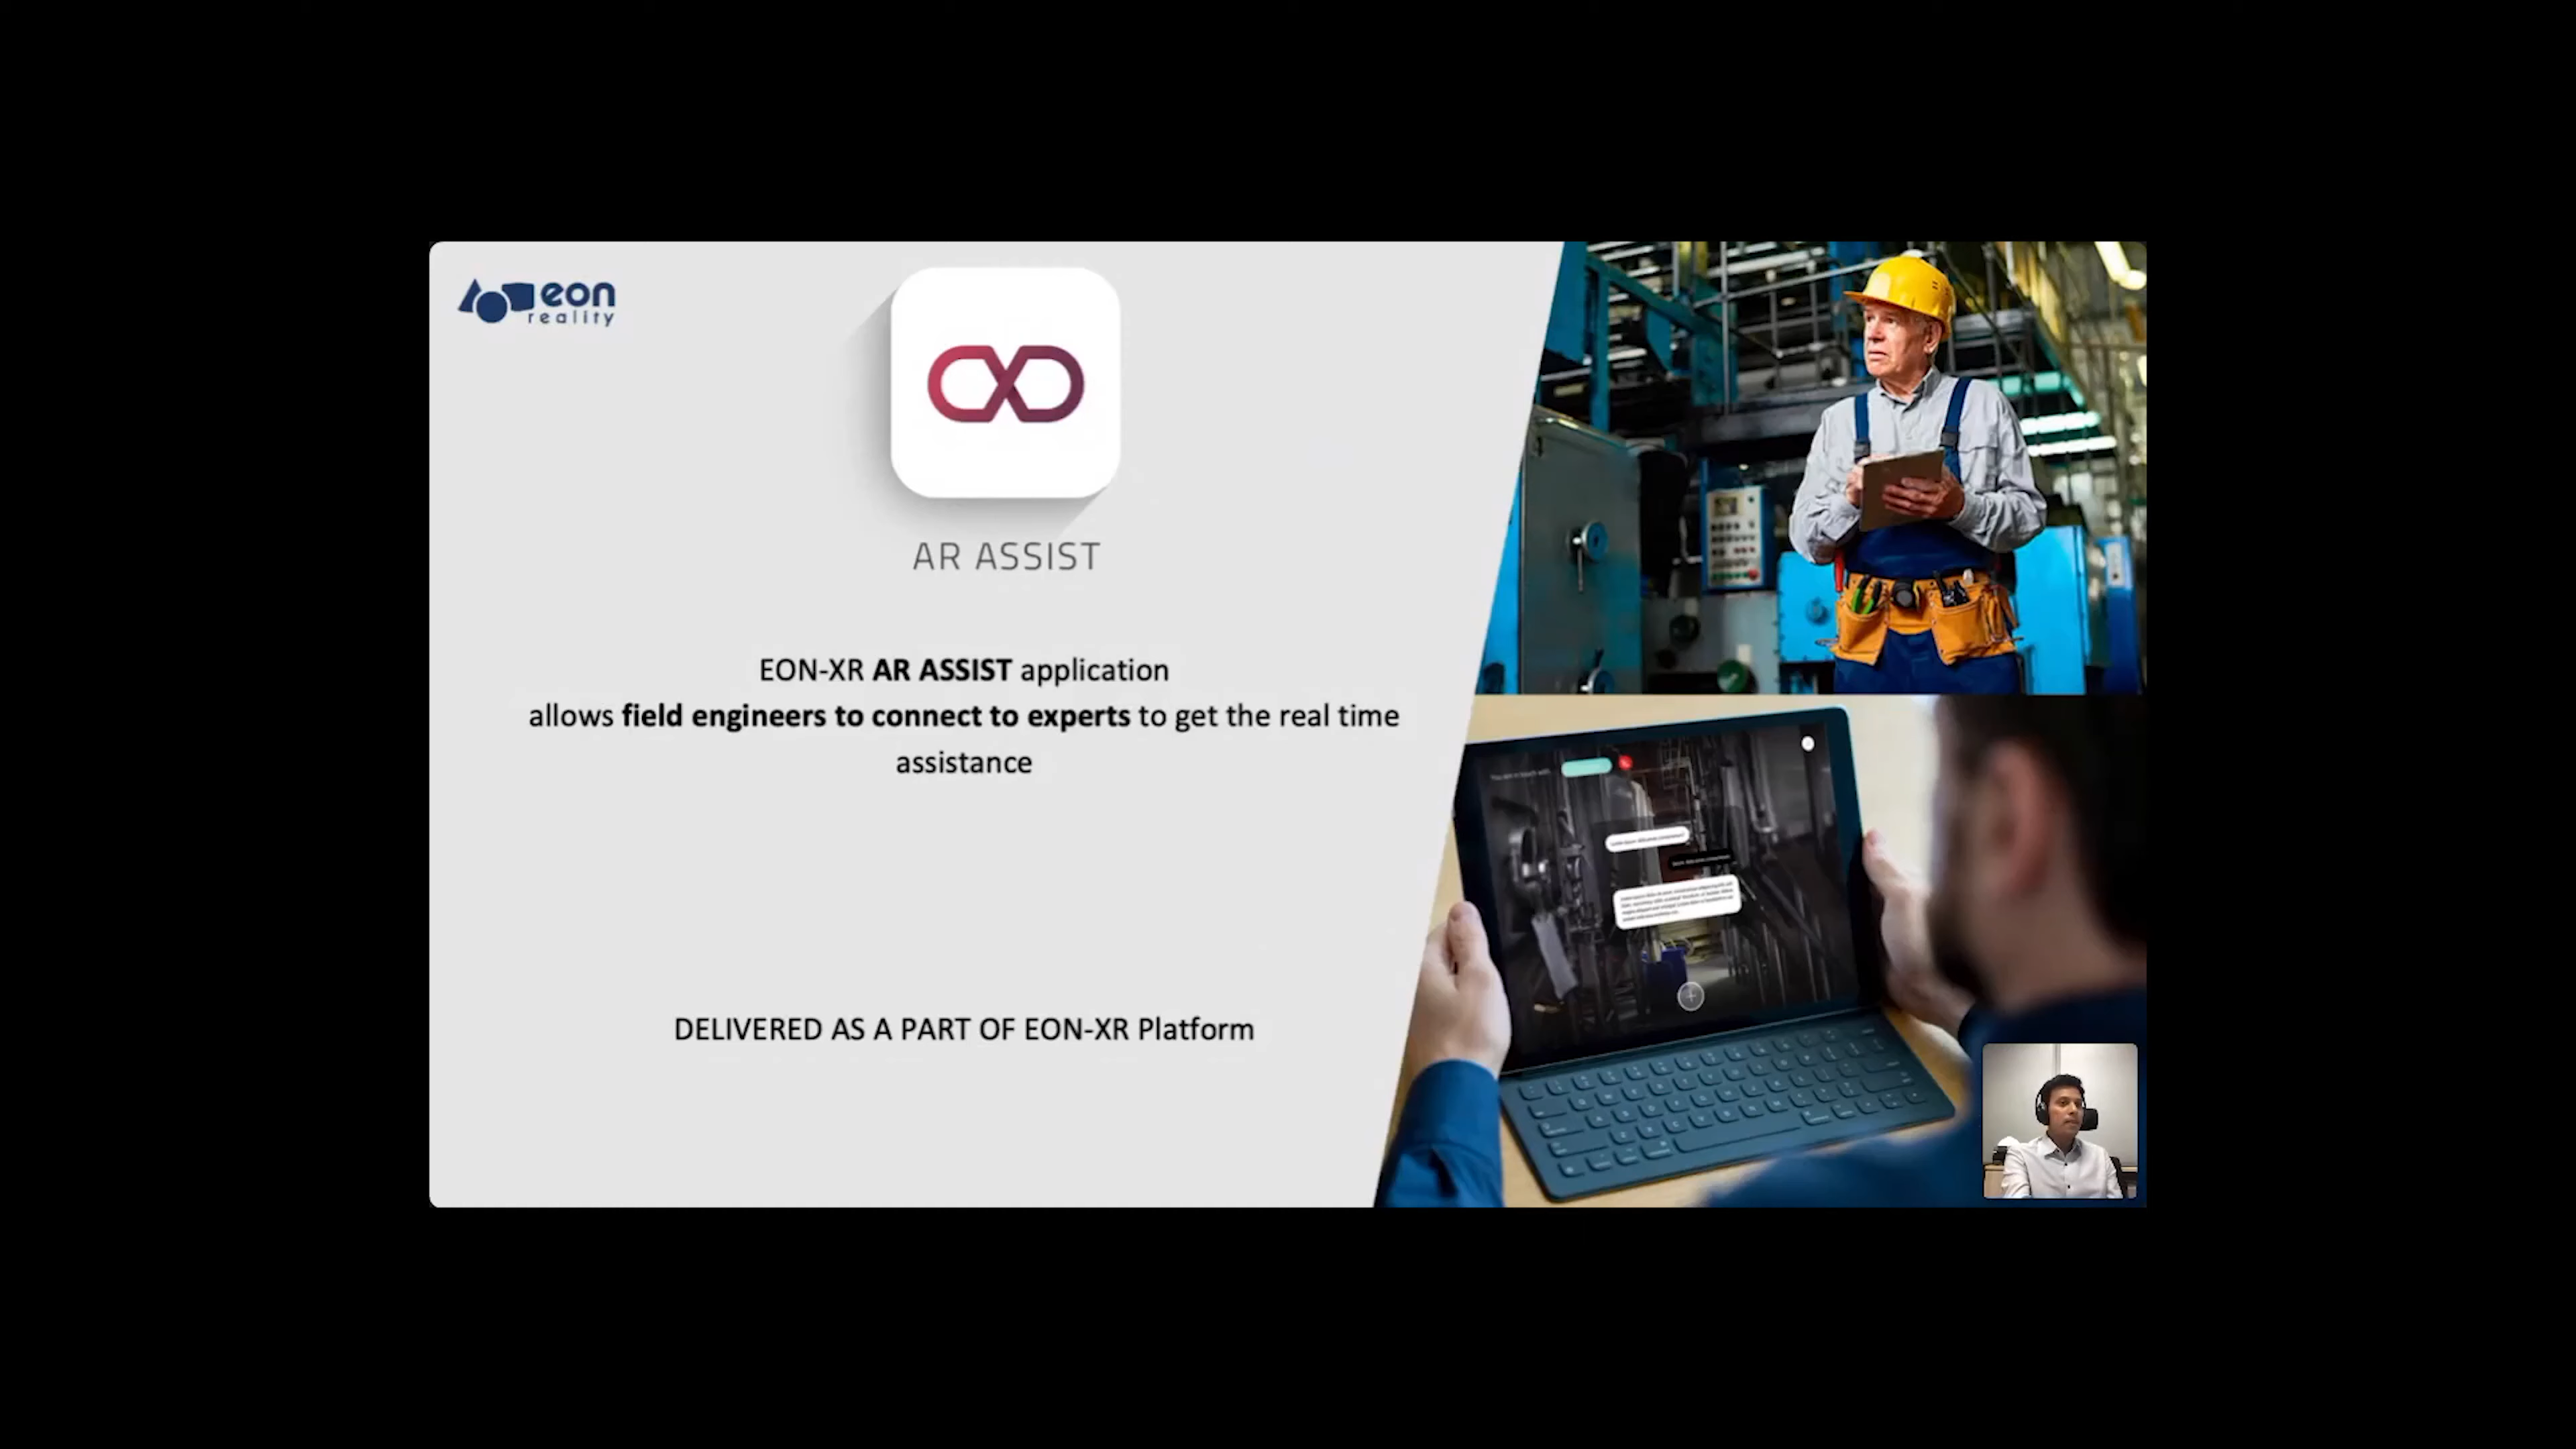 eon
reality
AR ASSIST
EON-XR AR ASSIST application
allows field engineers to connect to experts to get the real time
assistance
DELIVERED AS A PART OF EON-XR Platform